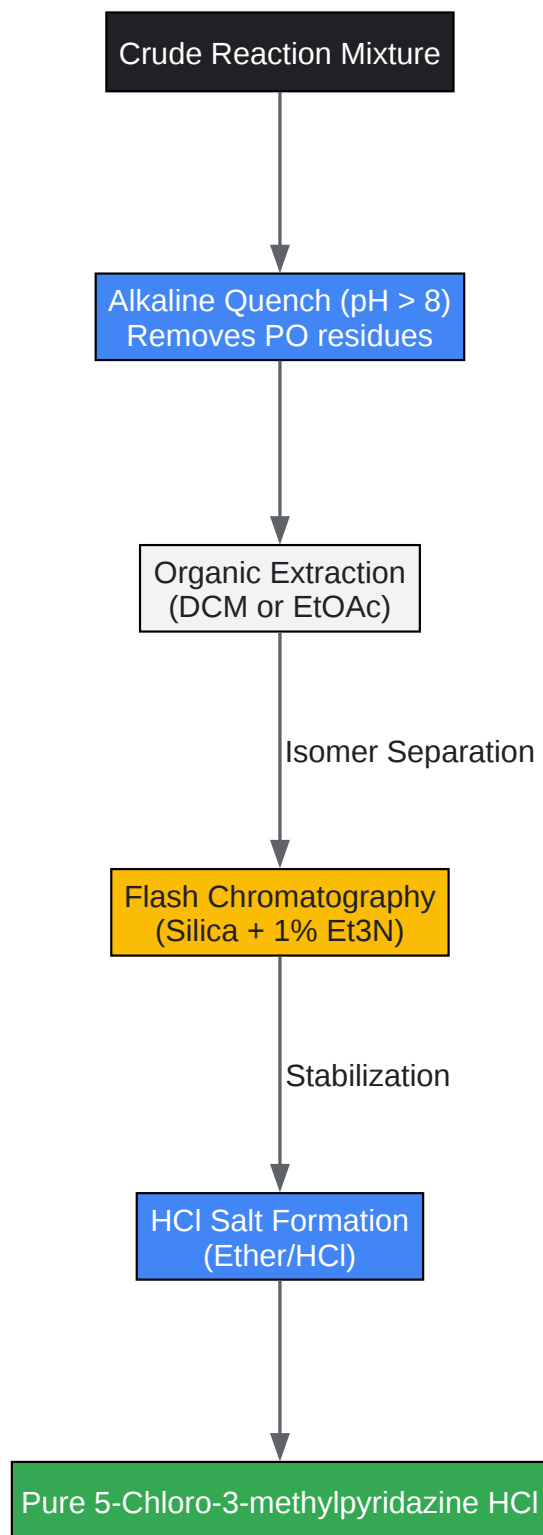 Crude Reaction Mixture
Alkaline Quench (pH > 8)
Removes PO residues
Organic Extraction
(DCM or EtOAc)
Isomer Separation
Flash Chromatography
(Silica + 1% Et3N)
Stabilization
HCl Salt Formation
(Ether/HCl)
Pure 5-Chloro-3-methylpyridazine HCl